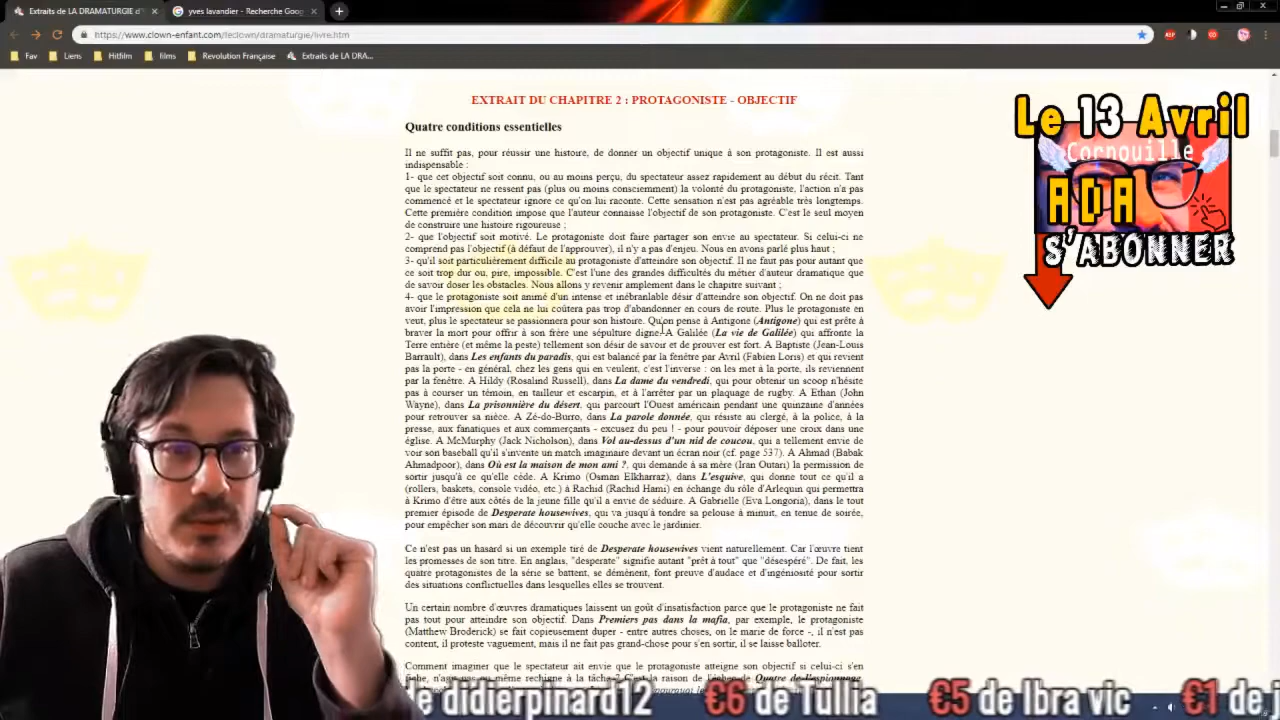 Extraits de LA DRAMATURGIE d'
yves lavandier - Recherche Goog
https://www.clown-enfant.com/leclown/dramaturgie/livre.htm
Fav Liens Hitfilm films Revolution Française Extraits de LA DRA...
EXTRAIT DU CHAPITRE 2 : PROTAGONISTE - OBJECTIF
Quatre conditions essentielles
Il ne suffit pas, pour réussir une histoire, de donner un objectif unique à son protagoniste. Il est aussi
indispensable :
1- que cet objectif soit connu, ou au moins perçu, du spectateur assez rapidement au début du récit. Tant
que le spectateur ne ressent pas (plus ou moins consciemment) la volonté du protagoniste, l'action n'a pas
commencé et le spectateur ignore ce qu'on lui raconte. Cette sensation n'est pas agréable très longtemps.
Cette première condition impose que l'auteur connaisse l'objectif de son protagoniste. C'est le seul moyen
de construire une histoire rigoureuse ;
2- que l'objectif soit motivé. Le protagoniste doit faire partager son envie au spectateur. Si celui-ci ne
comprend pas l'objectif (à défaut de l'approuver), il n'y a pas d'enjeu. Nous en avons parlé plus haut ;
3- qu'il soit particulièrement difficile au protagoniste d'atteindre son objectif. Il ne faut pas pour autant que
ce soit trop dur ou, pire, impossible. C'est l'une des grandes difficultés du métier d'auteur dramatique que
de savoir doser les obstacles. Nous allons y revenir amplement dans le chapitre suivant ;
4- que le protagoniste soit animé d'un intense et inébranlable désir d'atteindre son objectif. On ne doit pas
avoir l'impression que cela ne lui coûtera pas trop d'abandonner en cours de route. Plus le protagoniste en
veut, plus le spectateur se passionnera pour son histoire. Qu'on pense à Antigone (Antigone) qui est prête à
braver la mort pour offrir à son frère une sépulture digne. A Galilée (La vie de Galilée) qui affronte la
Terre entière (et même la peste) tellement son désir de savoir et de prouver est fort. A Baptiste (Jean-Louis
Barrault), dans Les enfants du paradis, qui est balancé par la fenêtre par Avril (Fabien Loris) et qui revient
pas la porte - en général, chez les gens qui en veulent, c'est l'inverse : on les met à la porte, ils reviennent
par la fenêtre. A Hildy (Rosalind Russell), dans La dame du vendredi, qui pour obtenir un scoop n'hésite
pas à courser un témoin, en tailleur et escarpin, et à l'arrêter par un plaquage de rugby. A Ethan (John
Wayne), dans La prisonnière du désert, qui parcourt l'Ouest américain pendant une quinzaine d'années
pour retrouver sa nièce. A Zé-do-Burro, dans La parole donnée, qui résiste au clergé, à la police, à la
presse, aux fanatiques et aux commerçants - excusez du peu ! - pour pouvoir déposer une croix dans une
église. A McMurphy (Jack Nicholson), dans Vol au-dessus d'un nid de coucou, qui a tellement envie de
voir son baseball qu'il s'invente un match imaginaire devant un écran noir (cf. page 537). A Ahmad (Babak
Ahmadpoor), dans Où est la maison de mon ami ?, qui demande à sa mère (Iran Outari) la permission de
sortir jusqu'à ce qu'elle cède. A Krimo (Osman Elkharraz), dans L'esquive, qui donne tout ce qu'il a
(rollers, baskets, console vidéo, etc.) à Rachid (Rachid Hami) en échange du rôle d'Arlequin qui permettra
à Krimo d'être aux côtés de la jeune fille qu'il a envie de séduire. A Gabrielle (Eva Longoria), dans le tout
premier épisode de Desperate housewives, qui va jusqu'à tondre sa pelouse à minuit, en tenue de soirée,
pour empêcher son mari de découvrir qu'elle couche avec le jardinier.
Ce n'est pas un hasard si un exemple tiré de Desperate housewives vient naturellement. Car l'œuvre tient
les promesses de son titre. En anglais, "desperate" signifie autant "prêt à tout" que "désespéré". De fait, les
quatre protagonistes de la série se battent, se démènent, font preuve d'audace et d'ingéniosité pour sortir
des situations conflictuelles dans lesquelles elles se trouvent.
Un certain nombre d'œuvres dramatiques laissent un goût d'insatisfaction parce que le protagoniste ne fait
pas tout pour atteindre son objectif. Dans Premiers pas dans la mafia, par exemple, le protagoniste
(Matthew Broderick) se fait copieusement duper - entre autres choses, on le marie de force -, il n'est pas
content, il proteste vaguement, mais il ne fait pas grand-chose pour s'en sortir, il se laisse balloter.
Comment imaginer que le spectateur ait envie que le protagoniste atteigne son objectif si celui-ci s'en
Le 13 Avril
Cornouille
ADA
S'ABONNER
e didierpinard12 €6 de Tullia €5 de Ibra vic €1 de j